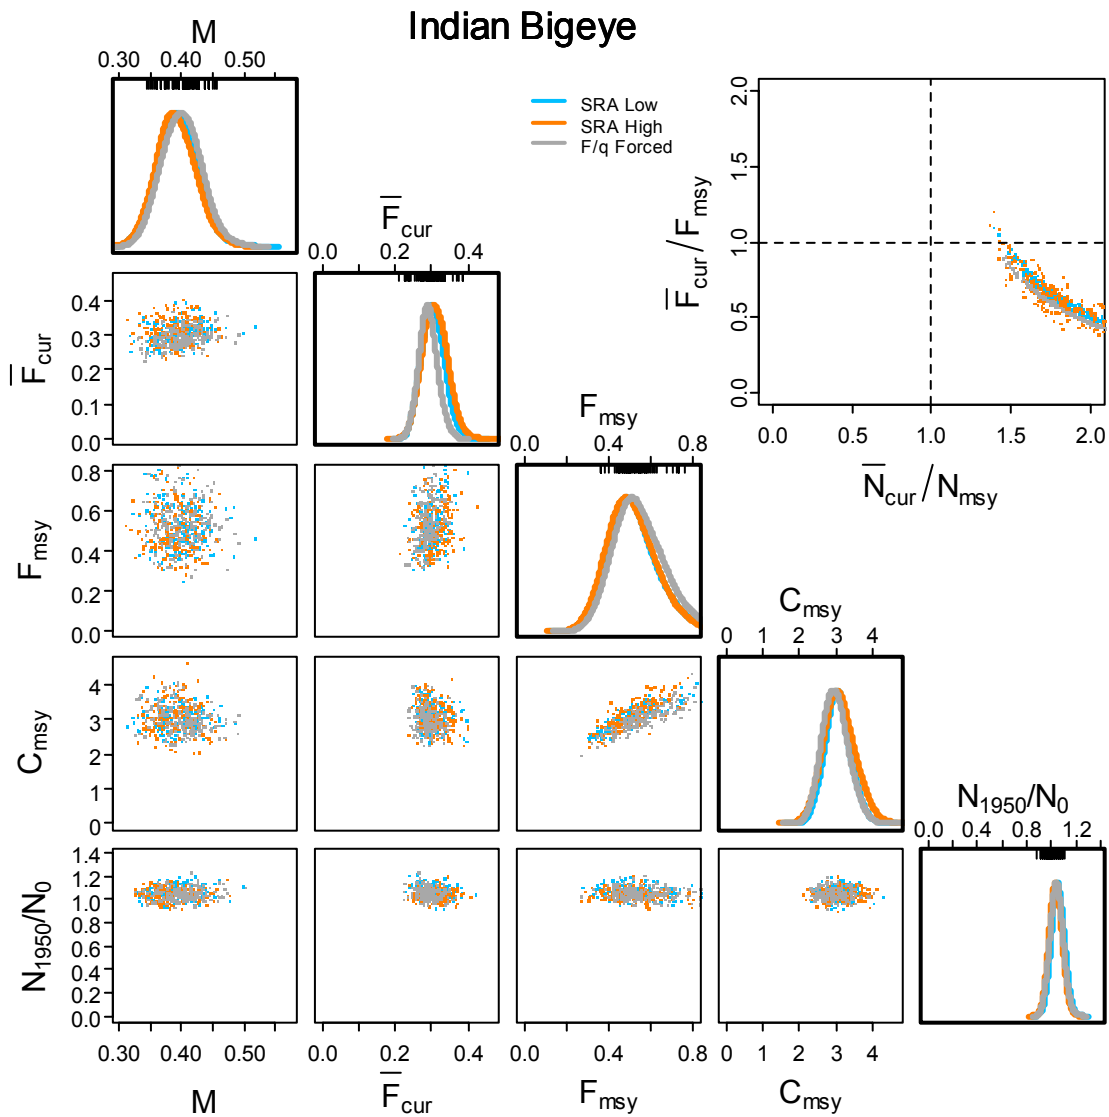 Indian Bigeye
M
0.30 0.40 0.50
SRA Low
SRA High
F/q Forced
2.0
1.5
1.0
0.5
0.0
F̅cur / Fmsy
0.0 0.5 1.0 1.5 2.0
N̅cur / Nmsy
F̅cur
0.0 0.2 0.4
F̅cur
0.4
0.3
0.2
0.1
0.0
Fmsy
0.0 0.4 0.8
Fmsy
0.8
0.6
0.4
0.2
0.0
Cmsy
0 1 2 3 4
Cmsy
4
3
2
1
0
N1950/N0
0.0 0.4 0.8 1.2
N1950/N0
1.4
1.2
1.0
0.8
0.6
0.4
0.2
0.0
0.30 0.40 0.50
0.0 0.2 0.4
0.0 0.4 0.8
0 1 2 3 4
M
F̅cur
Fmsy
Cmsy